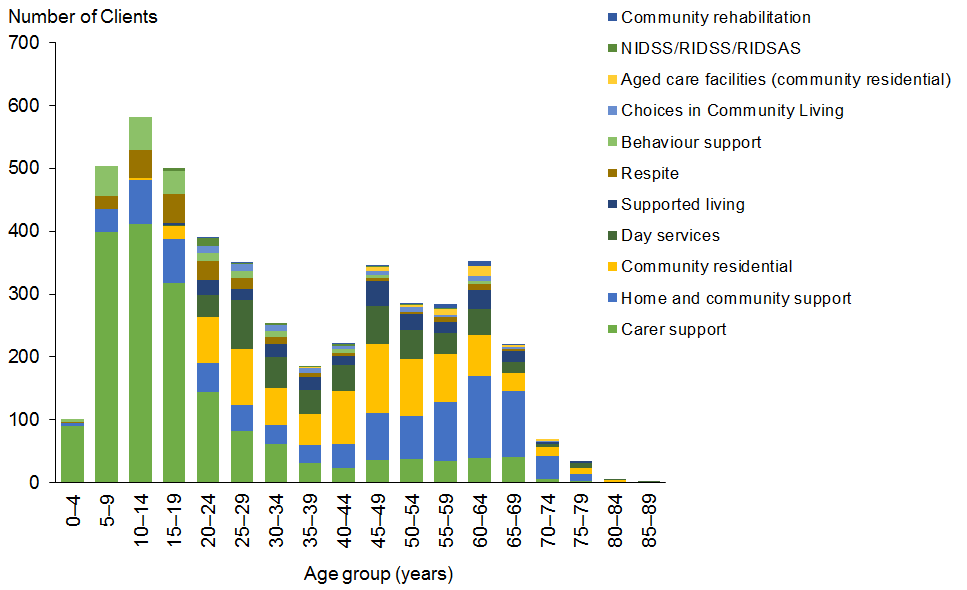 Number of Clients
700
600
500
400
300
200
100
0
0–4
5–9
10–14
15–19
20–24
25–29
30–34
35–39
40–44
45–49
50–54
55–59
60–64
65–69
70–74
75–79
80–84
85–89
Age group (years)
Community rehabilitation
NIDSS/RIDSS/RIDSAS
Aged care facilities (community residential)
Choices in Community Living
Behaviour support
Respite
Supported living
Day services
Community residential
Home and community support
Carer support